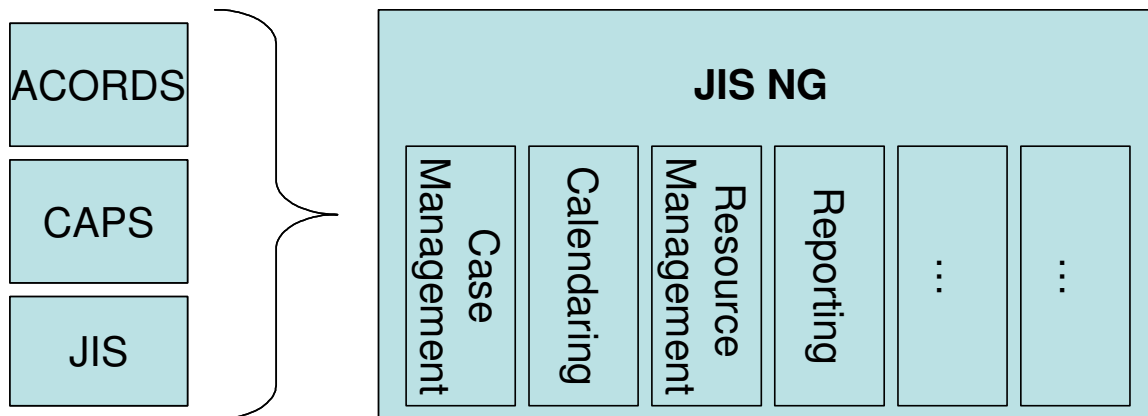 ACORDS
CAPS
JIS
JIS NG
Case
Management
Calendaring
Resource
Management
Reporting
...
...